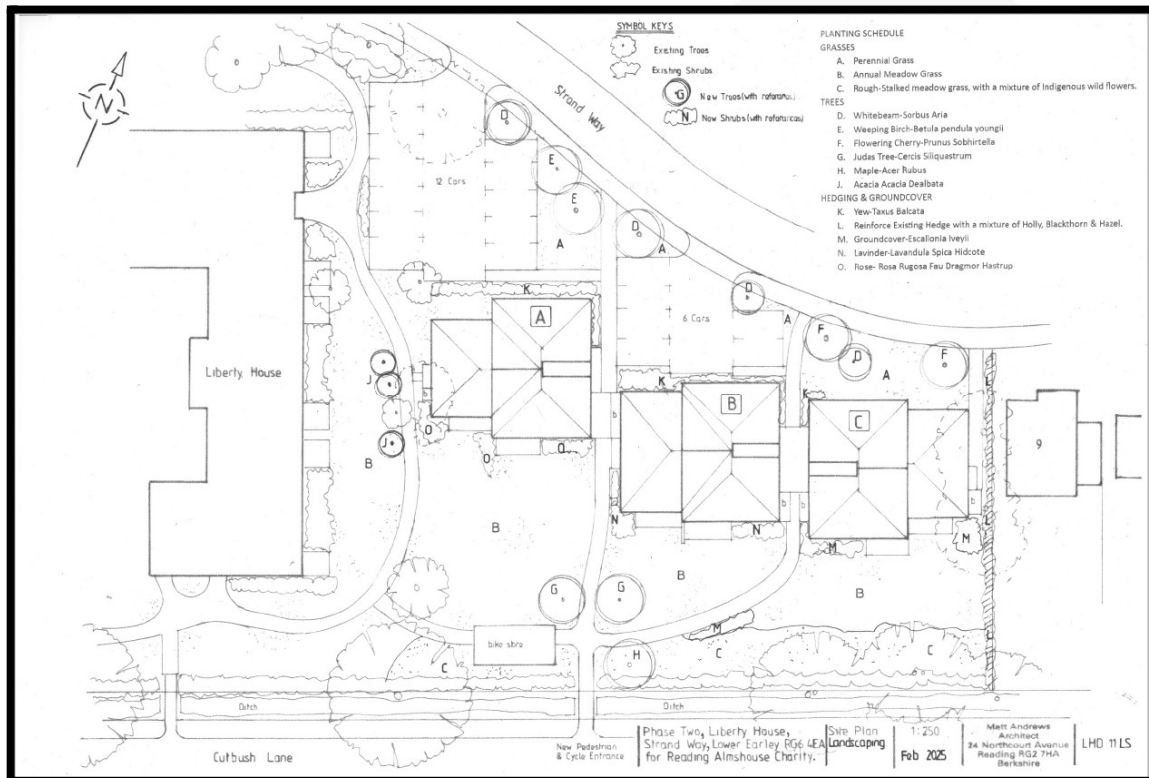 SYMBOL KEYS
Existing Trees
Existing Shrubs
G New Trees (with referances)
N New Shrubs (with referances)
PLANTING SCHEDULE
GRASSES
A. Perennial Grass
B. Annual Meadow Grass
C. Rough-Stalked meadow grass, with a mixture of Indigenous wild flowers.
TREES
D. Whitebeam-Sorbus Aria
E. Weeping Birch-Betula pendula youngii
F. Flowering Cherry-Prunus Sobhirtella
G. Judas Tree-Cercis Siliquastrum
H. Maple-Acer Rubus
J. Acacia Acacia Dealbata
HEDGING & GROUNDCOVER
K. Yew-Taxus Balcata
L. Reinforce Existing Hedge with a mixture of Holly, Blackthorn & Hazel.
M. Groundcover-Escallonia Iveyii
N. Lavinder-Lavandula Spica Hidcote
O. Rose- Rosa Rugosa Fau Dragmor Hastrup
N
Strand Way
D
12 Cars
E
E
D
A
A
K
D
A
6 Cars
A
F
D
F
A
L
Liberty House
J
J
B
O
O
O
K
B
K
C
9
b
b
b
b
B
N
N
M
M
L
B
B
G
G
M
bike store
H
C
C
C
L
Ditch
Ditch
Cutbush Lane
New Pedestrian
& Cycle Entrance
Phase Two, Liberty House,
Strand Way, Lower Earley RG6 4EA
for Reading Almshouse Charity.
Site Plan
Landscaping
1:250
Feb 2025
Matt Andrews
Architect
24 Northcourt Avenue
Reading RG2 7HA
Berkshire
LHD 11 LS